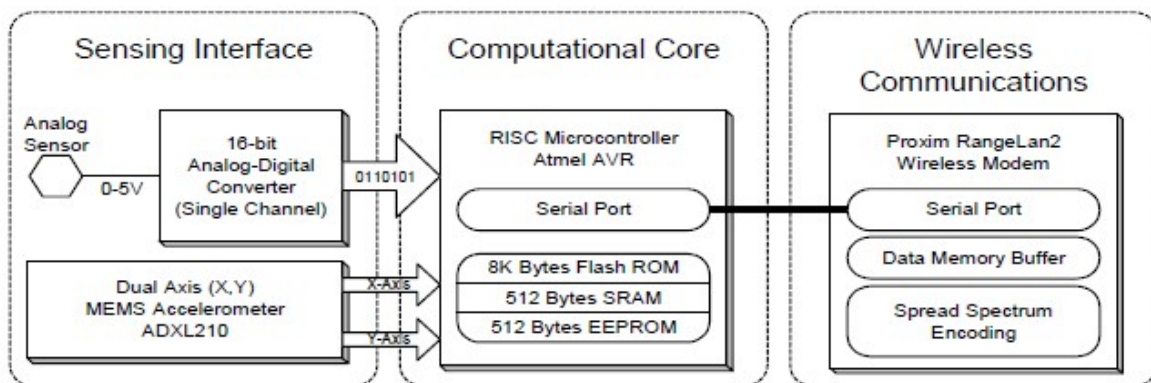 Sensing Interface
Analog
Sensor
0-5V
16-bit
Analog-Digital
Converter
(Single Channel)
0110101
Dual Axis (X,Y)
MEMS Accelerometer
ADXL210
X-Axis
Y-Axis
Computational Core
RISC Microcontroller
Atmel AVR
Serial Port
8K Bytes Flash ROM
512 Bytes SRAM
512 Bytes EEPROM
Wireless
Communications
Proxim RangeLan2
Wireless Modem
Serial Port
Data Memory Buffer
Spread Spectrum
Encoding